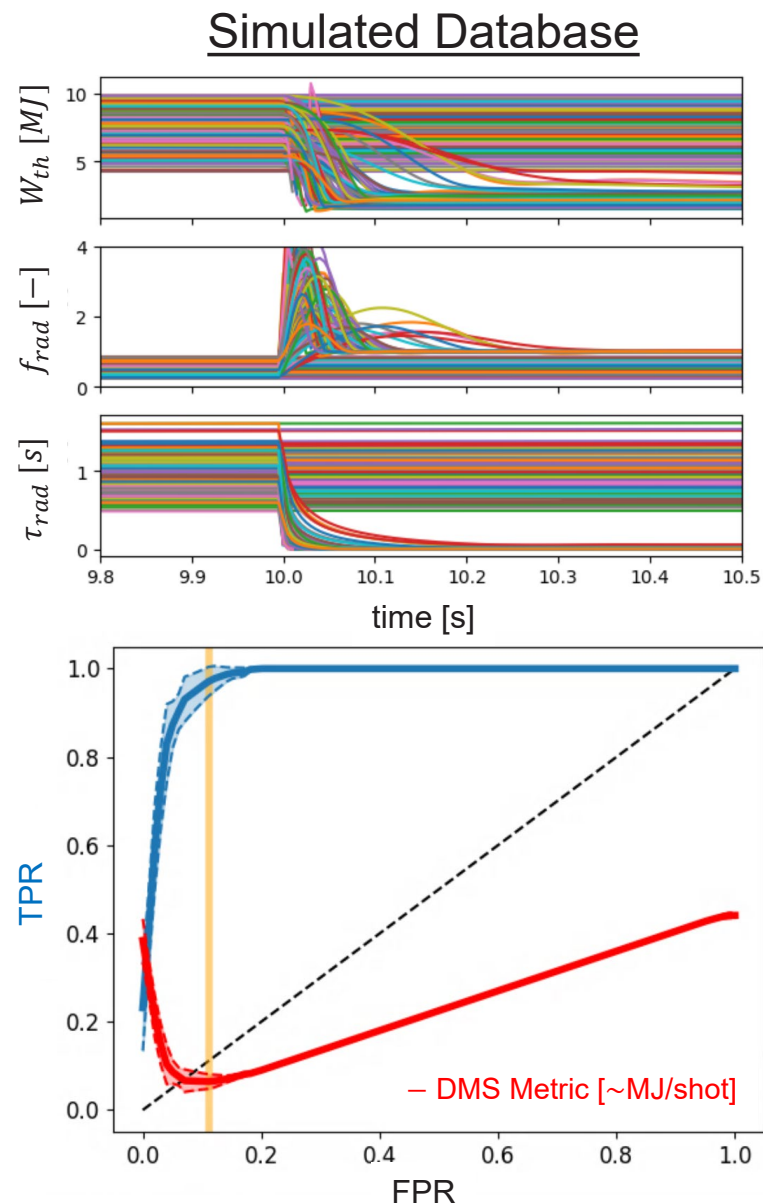 Simulated Database
W_th [MJ]
10
5
f_rad [−]
4
2
0
τ_rad [s]
1
0
9.8 9.9 10.0 10.1 10.2 10.3 10.4 10.5
time [s]
TPR
1.0
0.8
0.6
0.4
0.2
0.0
− DMS Metric [~MJ/shot]
0.0 0.2 0.4 0.6 0.8 1.0
FPR